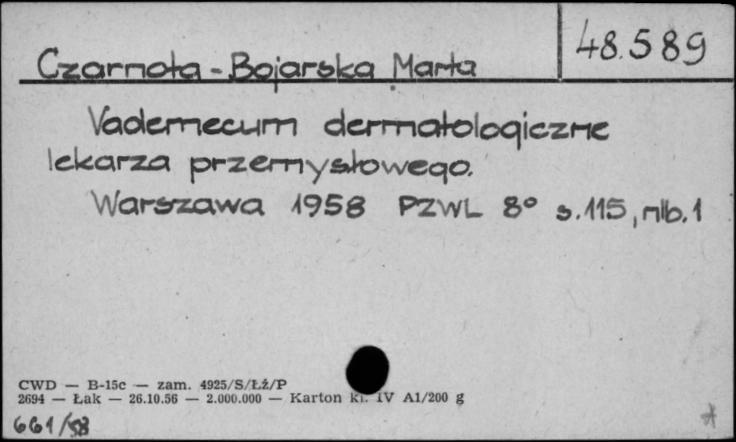 48.589
Czarnota-Bojarska Marta
Vademecum dermatologiczne
lekarza przemysłowego.
Warszawa 1958 PZWL 8° s.115, nlb.1
CWD — B-15c — zam. 4925/S/Łż/P
2694 — Łak — 26.10.56 — 2.000.000 — Karton kl. IV A1/200 g
661/58